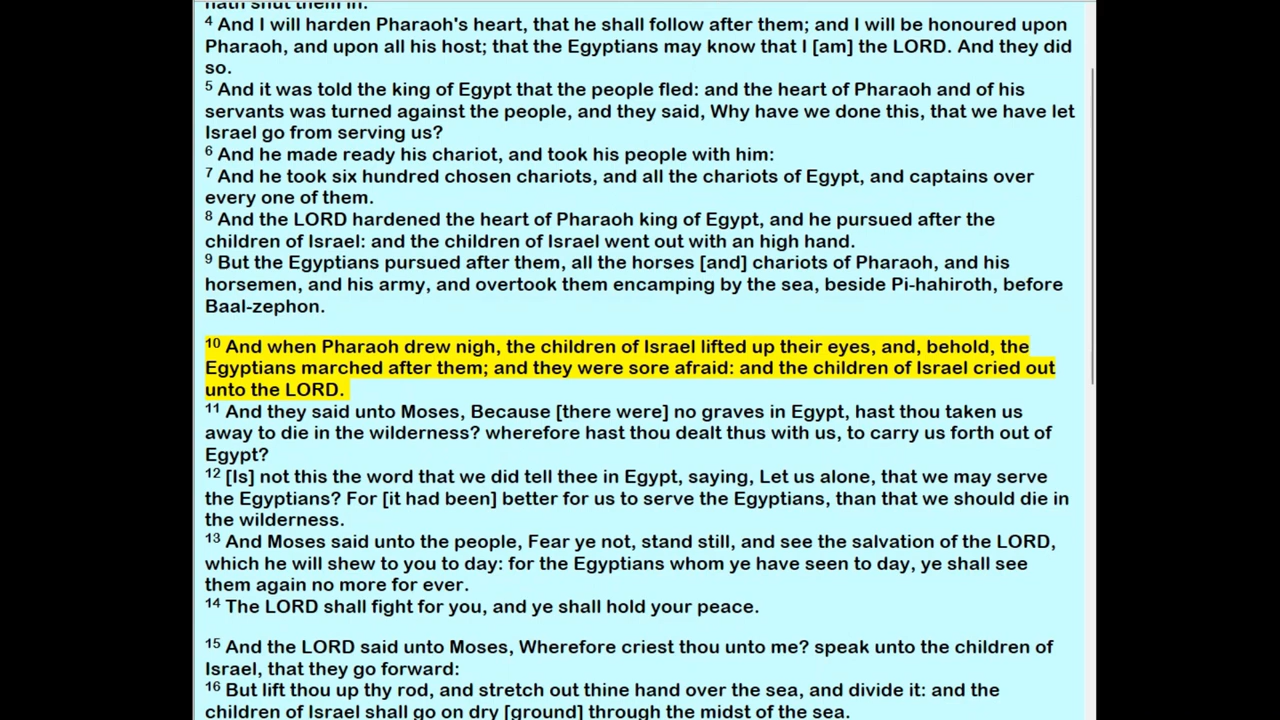 hath shut them in.
4 And I will harden Pharaoh's heart, that he shall follow after them; and I will be honoured upon
Pharaoh, and upon all his host; that the Egyptians may know that I [am] the LORD. And they did
so.
5 And it was told the king of Egypt that the people fled: and the heart of Pharaoh and of his
servants was turned against the people, and they said, Why have we done this, that we have let
Israel go from serving us?
6 And he made ready his chariot, and took his people with him:
7 And he took six hundred chosen chariots, and all the chariots of Egypt, and captains over
every one of them.
8 And the LORD hardened the heart of Pharaoh king of Egypt, and he pursued after the
children of Israel: and the children of Israel went out with an high hand.
9 But the Egyptians pursued after them, all the horses [and] chariots of Pharaoh, and his
horsemen, and his army, and overtook them encamping by the sea, beside Pi-hahiroth, before
Baal-zephon.
10 And when Pharaoh drew nigh, the children of Israel lifted up their eyes, and, behold, the
Egyptians marched after them; and they were sore afraid: and the children of Israel cried out
unto the LORD.
11 And they said unto Moses, Because [there were] no graves in Egypt, hast thou taken us
away to die in the wilderness? wherefore hast thou dealt thus with us, to carry us forth out of
Egypt?
12 [Is] not this the word that we did tell thee in Egypt, saying, Let us alone, that we may serve
the Egyptians? For [it had been] better for us to serve the Egyptians, than that we should die in
the wilderness.
13 And Moses said unto the people, Fear ye not, stand still, and see the salvation of the LORD,
which he will shew to you to day: for the Egyptians whom ye have seen to day, ye shall see
them again no more for ever.
14 The LORD shall fight for you, and ye shall hold your peace.
15 And the LORD said unto Moses, Wherefore criest thou unto me? speak unto the children of
Israel, that they go forward:
16 But lift thou up thy rod, and stretch out thine hand over the sea, and divide it: and the
children of Israel shall go on dry [ground] through the midst of the sea.